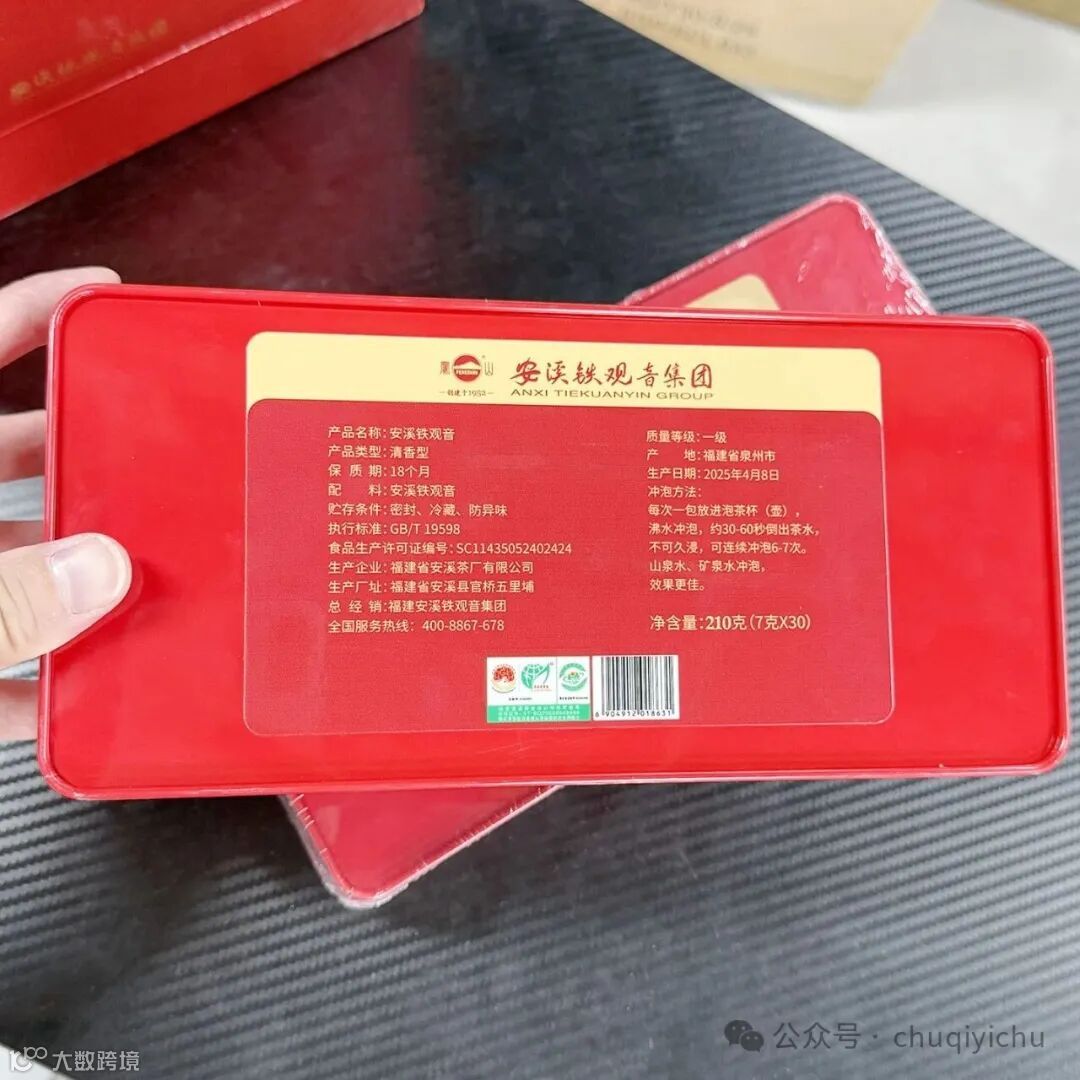 鳳 FENGSHAN 山
—创建于1952—
安溪铁观音集团
ANXI TIEKUANYIN GROUP
产品名称：安溪铁观音
产品类型：清香型
保 质 期：18个月
配 料：安溪铁观音
贮存条件：密封、冷藏、防异味
执行标准：GB/T 19598
食品生产许可证编号：SC11435052402424
生产企业：福建省安溪茶厂有限公司
生产厂址：福建省安溪县官桥五里埔
总 经 销：福建安溪铁观音集团
全国服务热线：400-8867-678
质量等级：一级
产 地：福建省泉州市
生产日期：2025年4月8日
冲泡方法：
每次一包放进泡茶杯（壶），
沸水冲泡，约30-60秒倒出茶水，
不可久浸，可连续冲泡6-7次。
山泉水、矿泉水冲泡，
效果更佳。
净含量：210克（7克X30）
6 904912 018631
公众号 · chuqiyichu
大数跨境